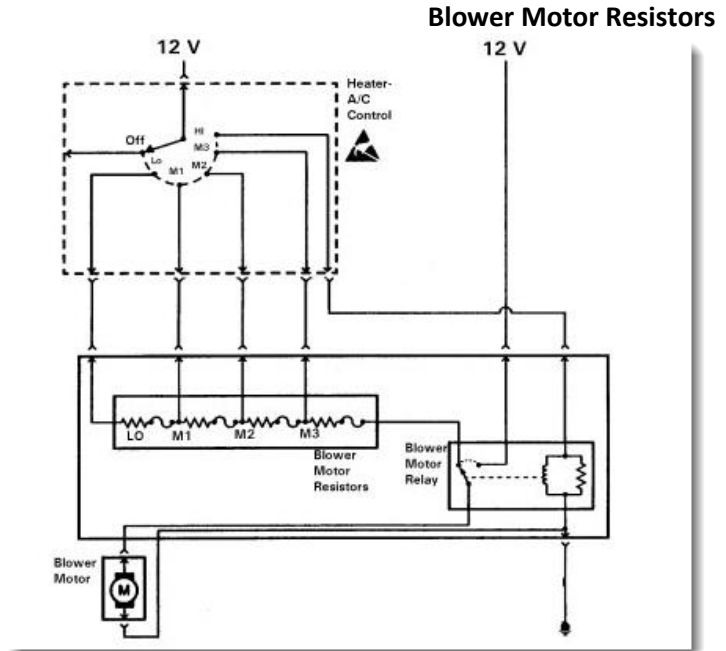 Blower Motor Resistors
12 V
12 V
Heater-
A/C
Control
Off
HI
M3
Lo
M1
M2
LO
M1
M2
M3
Blower
Motor
Resistors
Blower
Motor
Relay
Blower
Motor
M